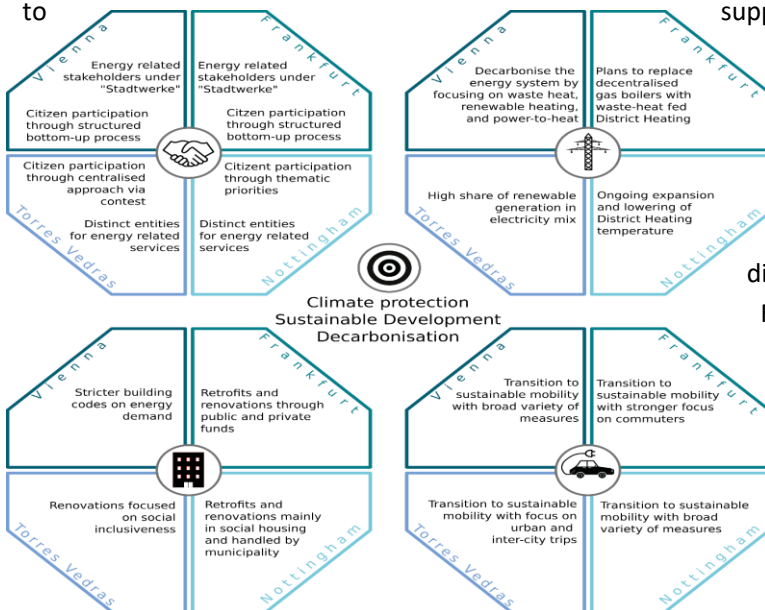 to
supp
Vienna
Frankfurt
Energy related
stakeholders under
"Stadtwerke"
Citizen participation
through structured
bottom-up process
Energy related
stakeholders under
"Stadtwerke"
Citizen participation
through structured
bottom-up process
Citizen participation
through centralised
approach via
contest
Distinct entities
for energy related
services
Citizent participation
through thematic
priorities
Distinct entities
for energy related
services
Torres Vedras
Nottingham
Vienna
Frankfurt
Decarbonise the
energy system by
focusing on waste heat,
renewable heating,
and power-to-heat
Plans to replace
decentralised
gas boilers with
waste-heat fed
District Heating
High share of renewable
generation in
electricity mix
Ongoing expansion
and lowering of
District Heating
temperature
Torres Vedras
Nottingham
di
Climate protection
Sustainable Development
Decarbonisation
Vienna
Frankfurt
Stricter building
codes on energy
demand
Retrofits and
renovations through
public and private
funds
Renovations focused
on social
inclusiveness
Retrofits and
renovations mainly
in social housing
and handled by
municipality
Torres Vedras
Nottingham
Vienna
Frankfurt
Transition to
sustainable mobility
with broad variety of
measures
Transition to
sustainable mobility
with stronger focus
on commuters
Transition to sustainable
mobility with focus on
urban and
inter-city trips
Transition to sustainable
mobility with broad
variety of measures
Torres Vedras
Nottingham